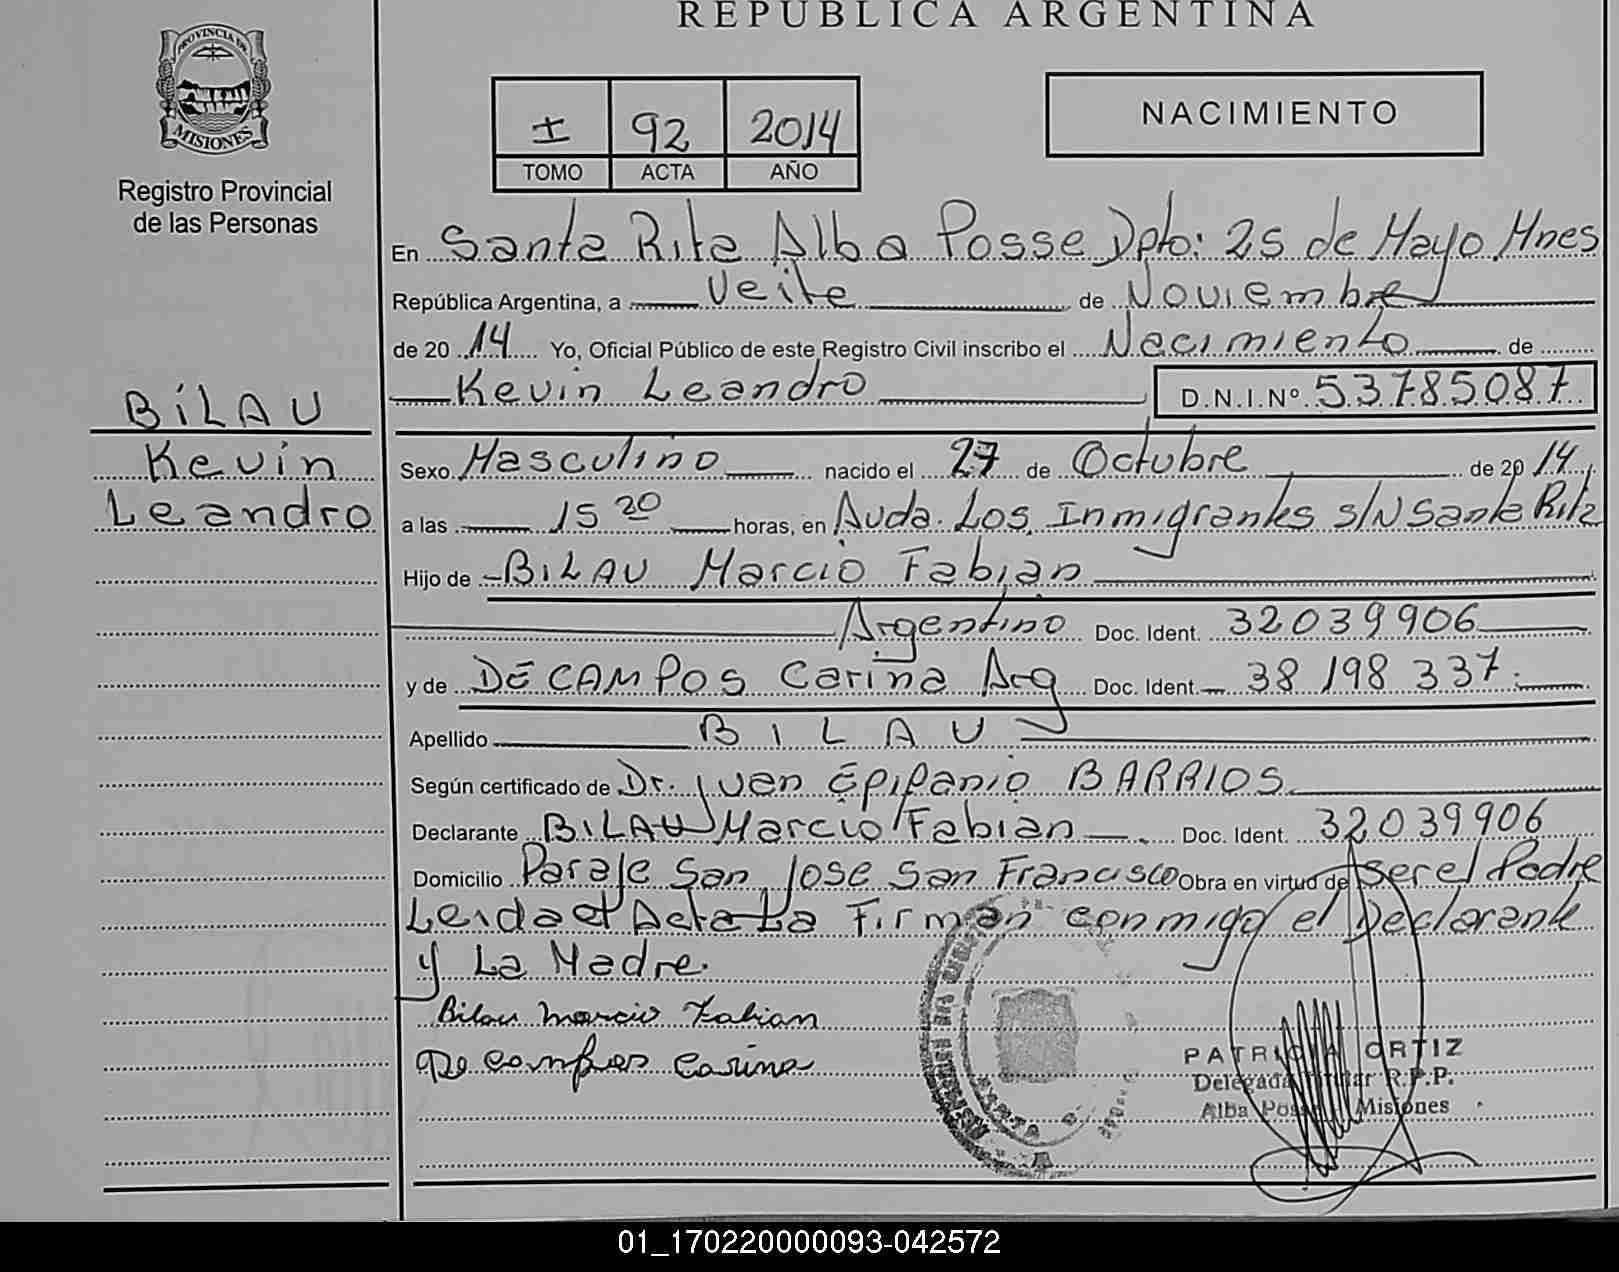 REPUBLICA ARGENTINA
PROVINCIA DE
MISIONES
Registro Provincial
de las Personas
I 92 2014
TOMO ACTA AÑO
NACIMIENTO
En Santa Rita Alba Posse Dpto: 25 de Mayo Mnes
República Argentina, a Veite de Noviembre
de 2014 Yo, Oficial Público de este Registro Civil inscribo el Nacimiento de
Kevin Leandro D.N.I.Nº 53785087
BILAU
Kevin
Leandro
Sexo Masculino nacido el 27 de Octubre de 2014
a las 15 20 horas, en Avda. Los Inmigrantes S/N Santa Rita
Hijo de BILAU Marcio Fabian
Argentino Doc. Ident. 32039906
y de DE CAMPOS Carina Arg Doc. Ident. 38 198 337
Apellido BILAU
Según certificado de Dr. Juan Epifanio BARRIOS
Declarante BILAU Marcio Fabian Doc. Ident. 32039906
Domicilio Paraje San Jose San Francisco Obra en virtud de ser el Padre
Leida el Acta La Firman conmigo el Declarante
y La Madre.
Bilau Marcio Fabian
De Campos Carina
PATRICIA ORTIZ
Delegada Titular R.P.P.
Alba Posse Misiones
01_170220000093-042572